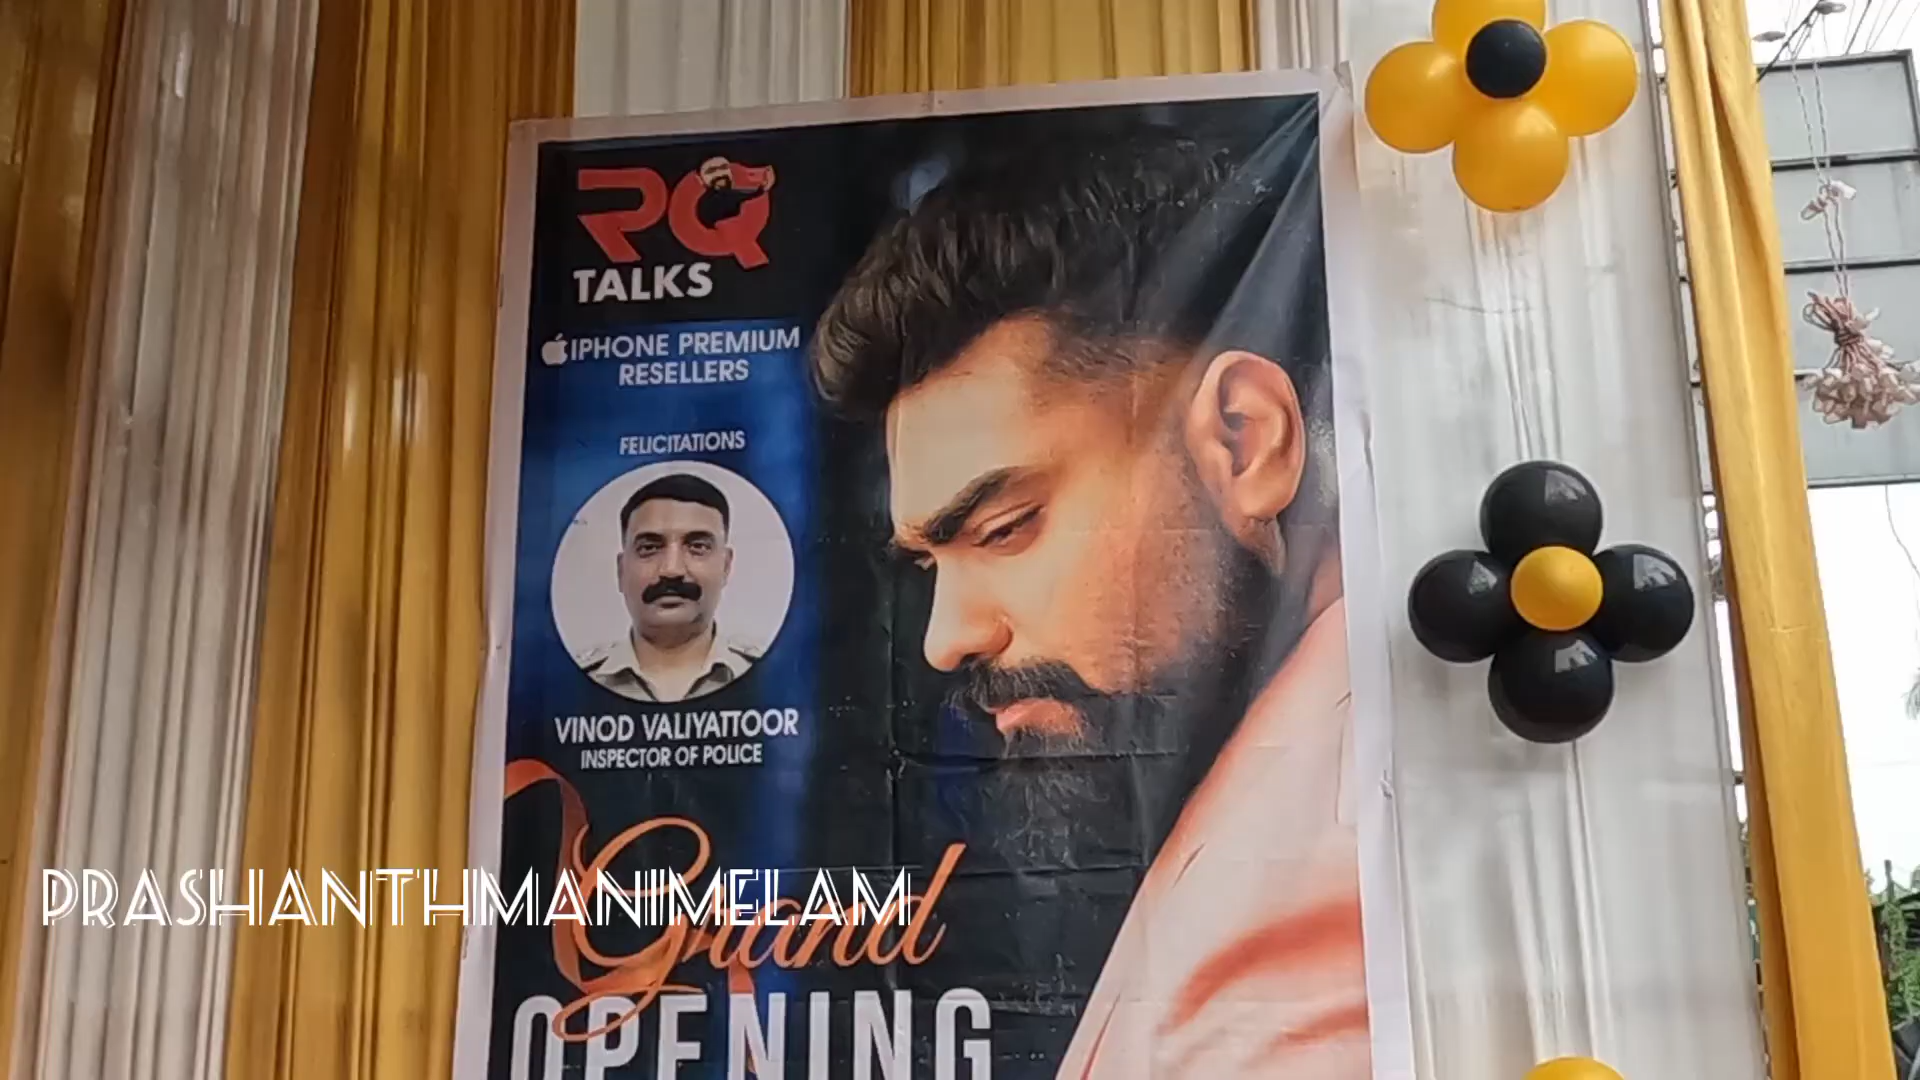 RQ
TALKS
IPHONE PREMIUM
RESELLERS
FELICITATIONS
VINOD VALIYATTOOR
INSPECTOR OF POLICE
PRASHANTHMANIMELAM
Grand
OPENING